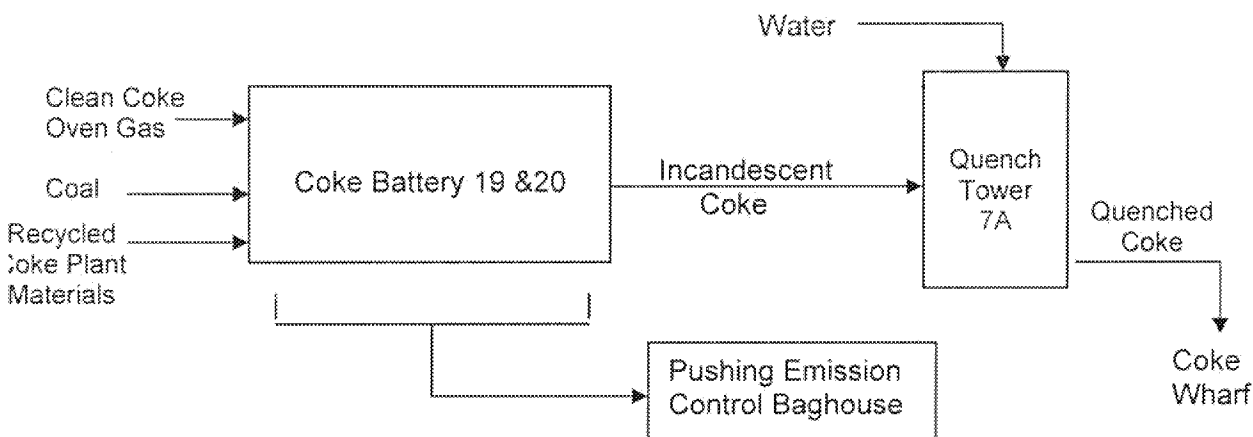 Water
Clean Coke
Oven Gas
Coal
Recycled
Coke Plant
Materials
Coke Battery 19 &20
Incandescent
Coke
Quench
Tower
7A
Quenched
Coke
Coke
Wharf
Pushing Emission
Control Baghouse